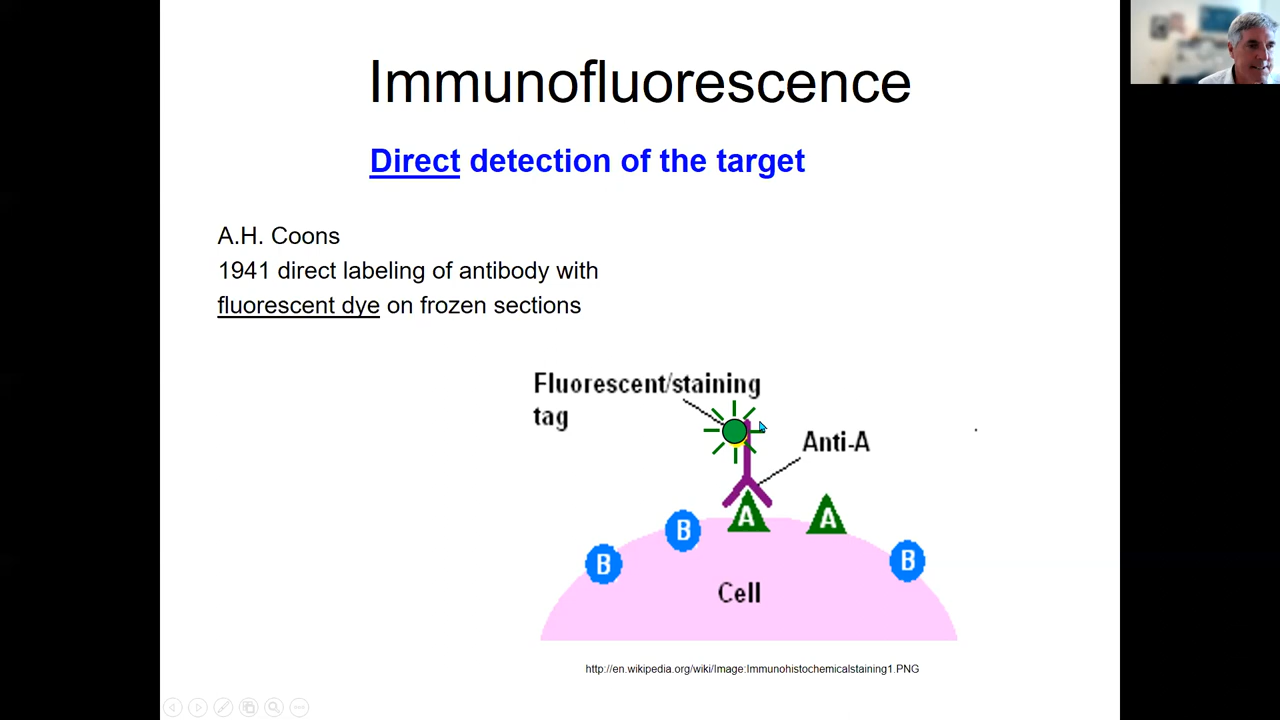 Immunofluorescence
Direct detection of the target
A.H. Coons
1941 direct labeling of antibody with
fluorescent dye on frozen sections
Fluorescent/staining
tag
Anti-A
A
A
B
B
B
Cell
http://en.wikipedia.org/wiki/Image:Immunohistochemicalstaining1.PNG